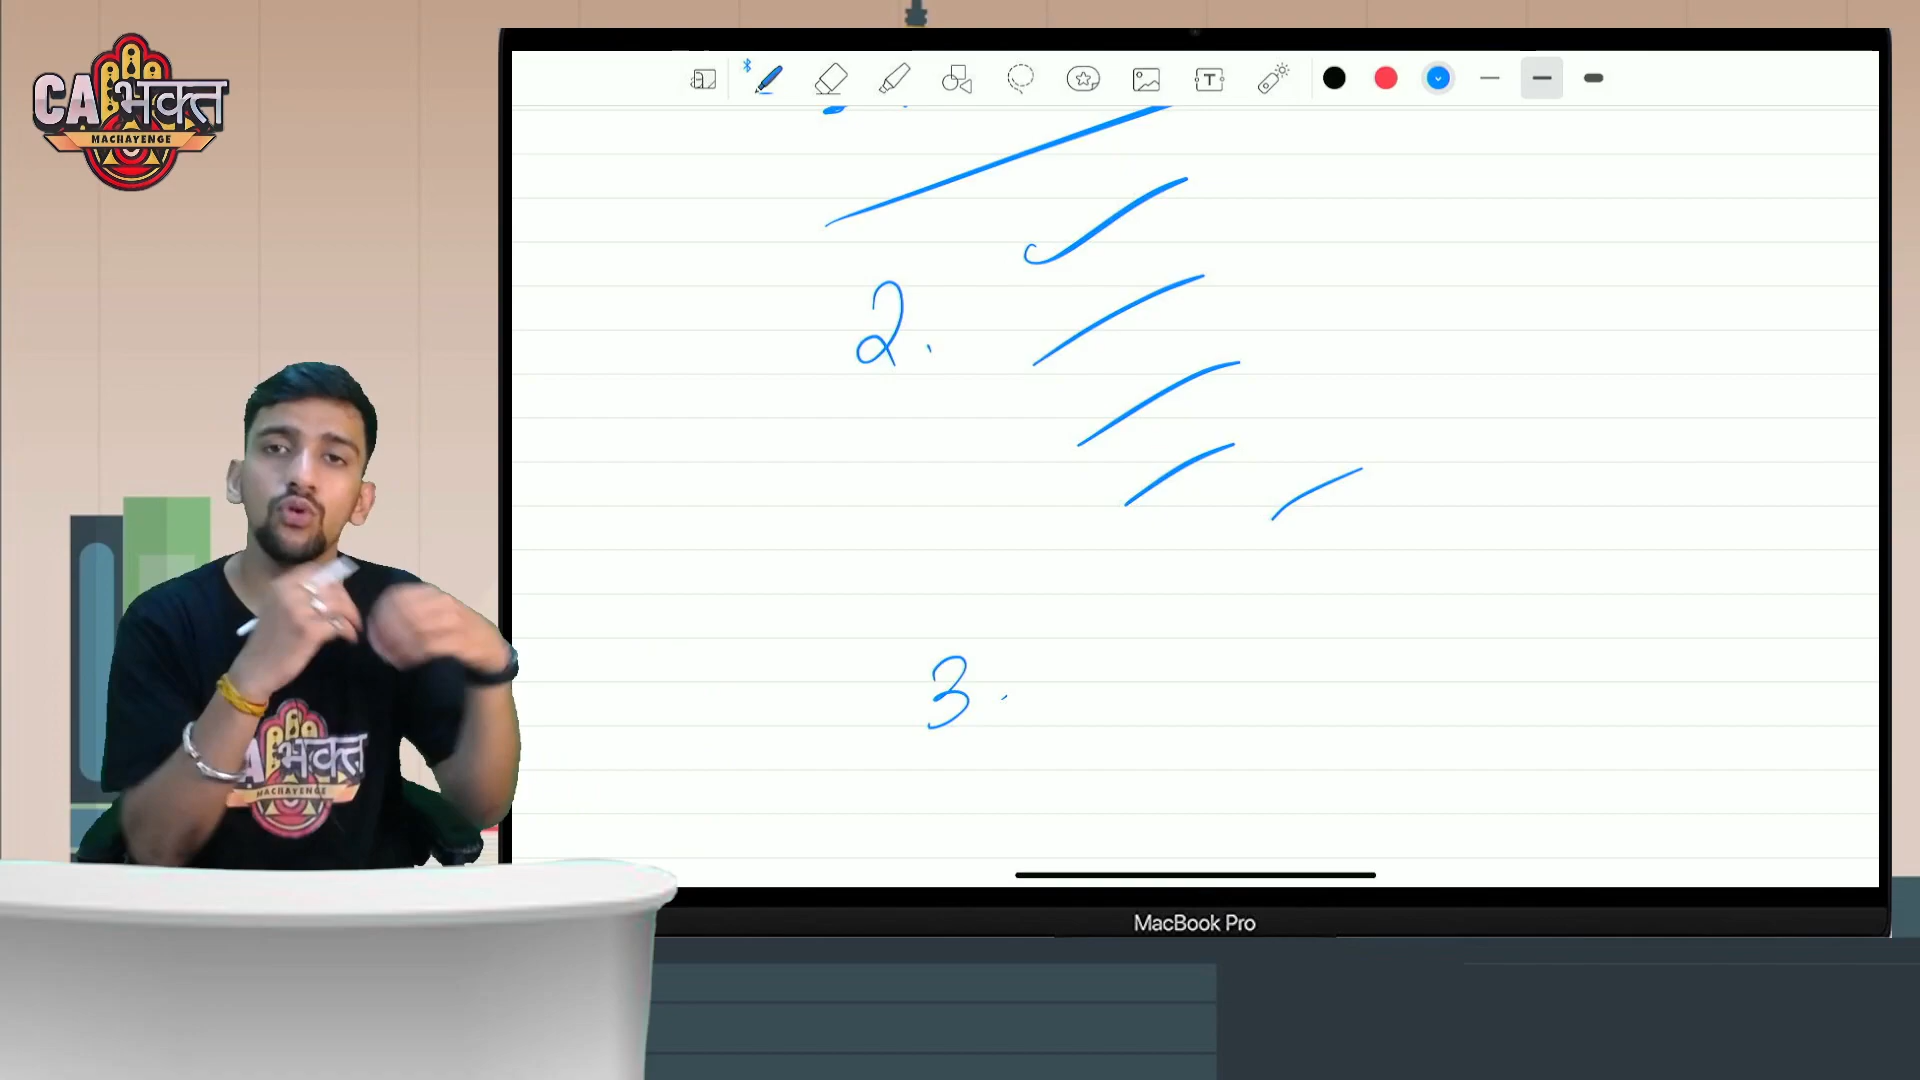 CA भक्त
MACHAYENGE
2.
3.
CA भक्त
MACHAYENGE
T
MacBook Pro